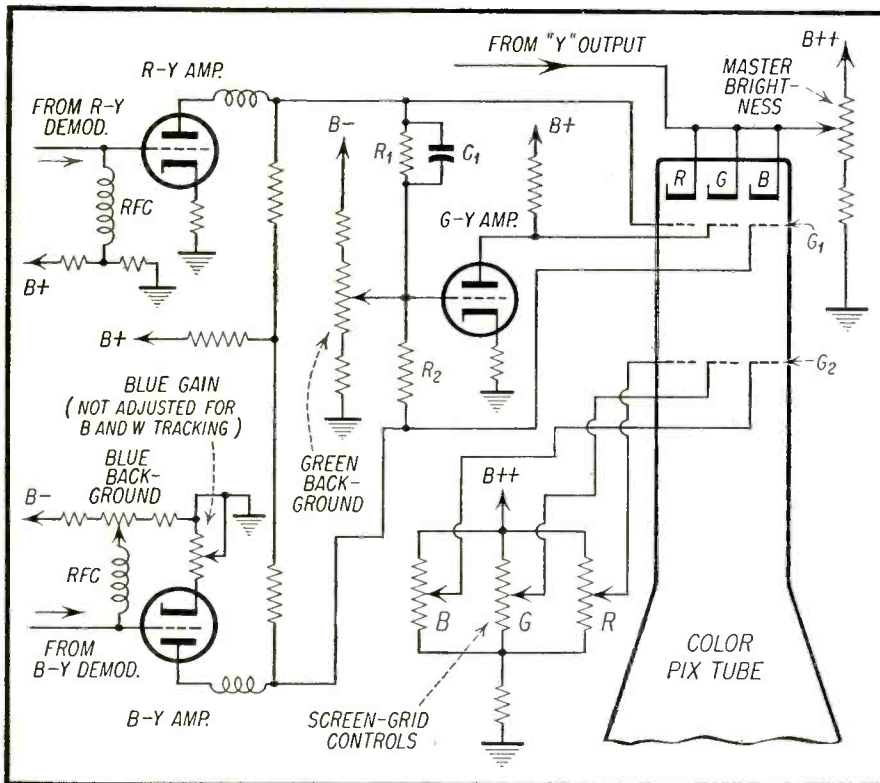 FROM "Y" OUTPUT
B++
MASTER
BRIGHT-
NESS
R-Y AMP.
FROM R-Y
DEMOD.
RFC
B+
B-
R1
C1
B+
G-Y AMP.
R G B
G1
B+
R2
G2
BLUE GAIN
(NOT ADJUSTED FOR
B AND W TRACKING)
BLUE
BACK-
GROUND
B-
RFC
FROM
B-Y DEMOD.
B-Y AMP.
GREEN
BACK-
GROUND
B++
B G R
SCREEN-GRID
CONTROLS
COLOR
PIX TUBE